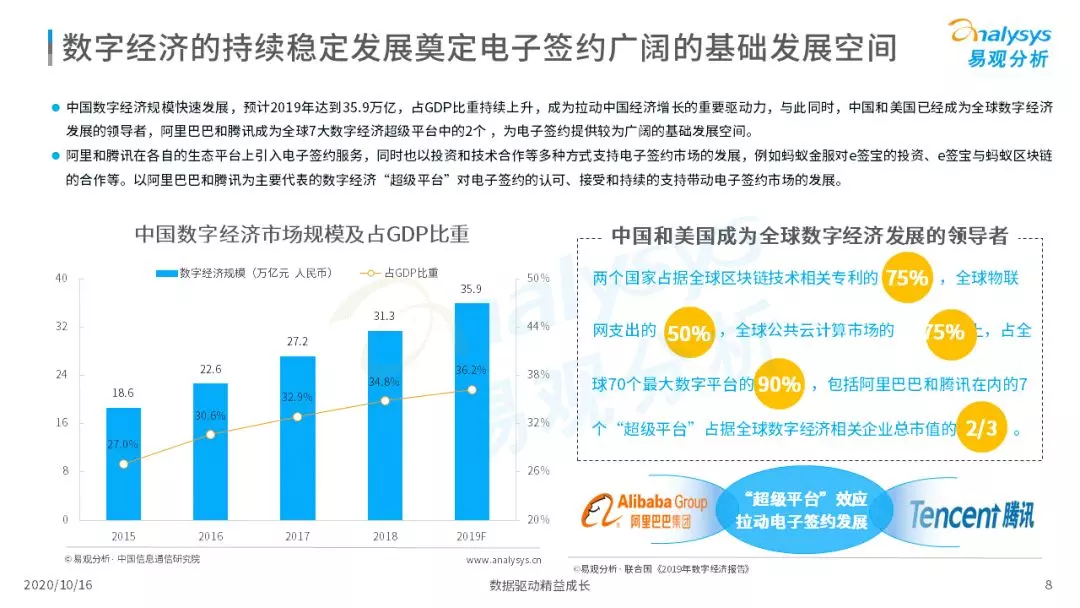 数字经济的持续稳定发展奠定电子签约广阔的基础发展空间
analysys
易观分析
中国数字经济规模快速发展，预计2019年达到35.9万亿，占GDP比重持续上升，成为拉动中国经济增长的重要驱动力，与此同时，中国和美国已经成为全球数字经济
发展的领导者，阿里巴巴和腾讯成为全球7大数字经济超级平台中的2个，为电子签约提供较为广阔的基础发展空间。
阿里和腾讯在各自的生态平台上引入电子签约服务，同时也以投资和技术合作等多种方式支持电子签约市场的发展，例如蚂蚁金服对e签宝的投资、e签宝与蚂蚁区块链
的合作等。以阿里巴巴和腾讯为主要代表的数字经济“超级平台”对电子签约的认可、接受和持续的支持带动电子签约市场的发展。
中国数字经济市场规模及占GDP比重
数字经济规模（万亿元 人民币） 占GDP比重
40 50%
32 44%
24 38%
16 32%
8 26%
0 20%
18.6 22.6 27.2 31.3 35.9
27.0% 30.6% 32.9% 34.8% 36.2%
2015 2016 2017 2018 2019F
©易观分析· 中国信息通信研究院 www.analysys.cn
中国和美国成为全球数字经济发展的领导者
两个国家占据全球区块链技术相关专利的 75% ，全球物联
网支出的 50% ，全球公共云计算市场的 75% 上，占全
球70个最大数字平台的 90% ，包括阿里巴巴和腾讯在内的7
个“超级平台”占据全球数字经济相关企业总市值的 2/3 。
Alibaba Group
阿里巴巴集团
“超级平台”效应
拉动电子签约发展
Tencent 腾讯
©易观分析· 联合国《2019年数字经济报告》
2020/10/16 数据驱动精益成长 8
analysys
易观分析